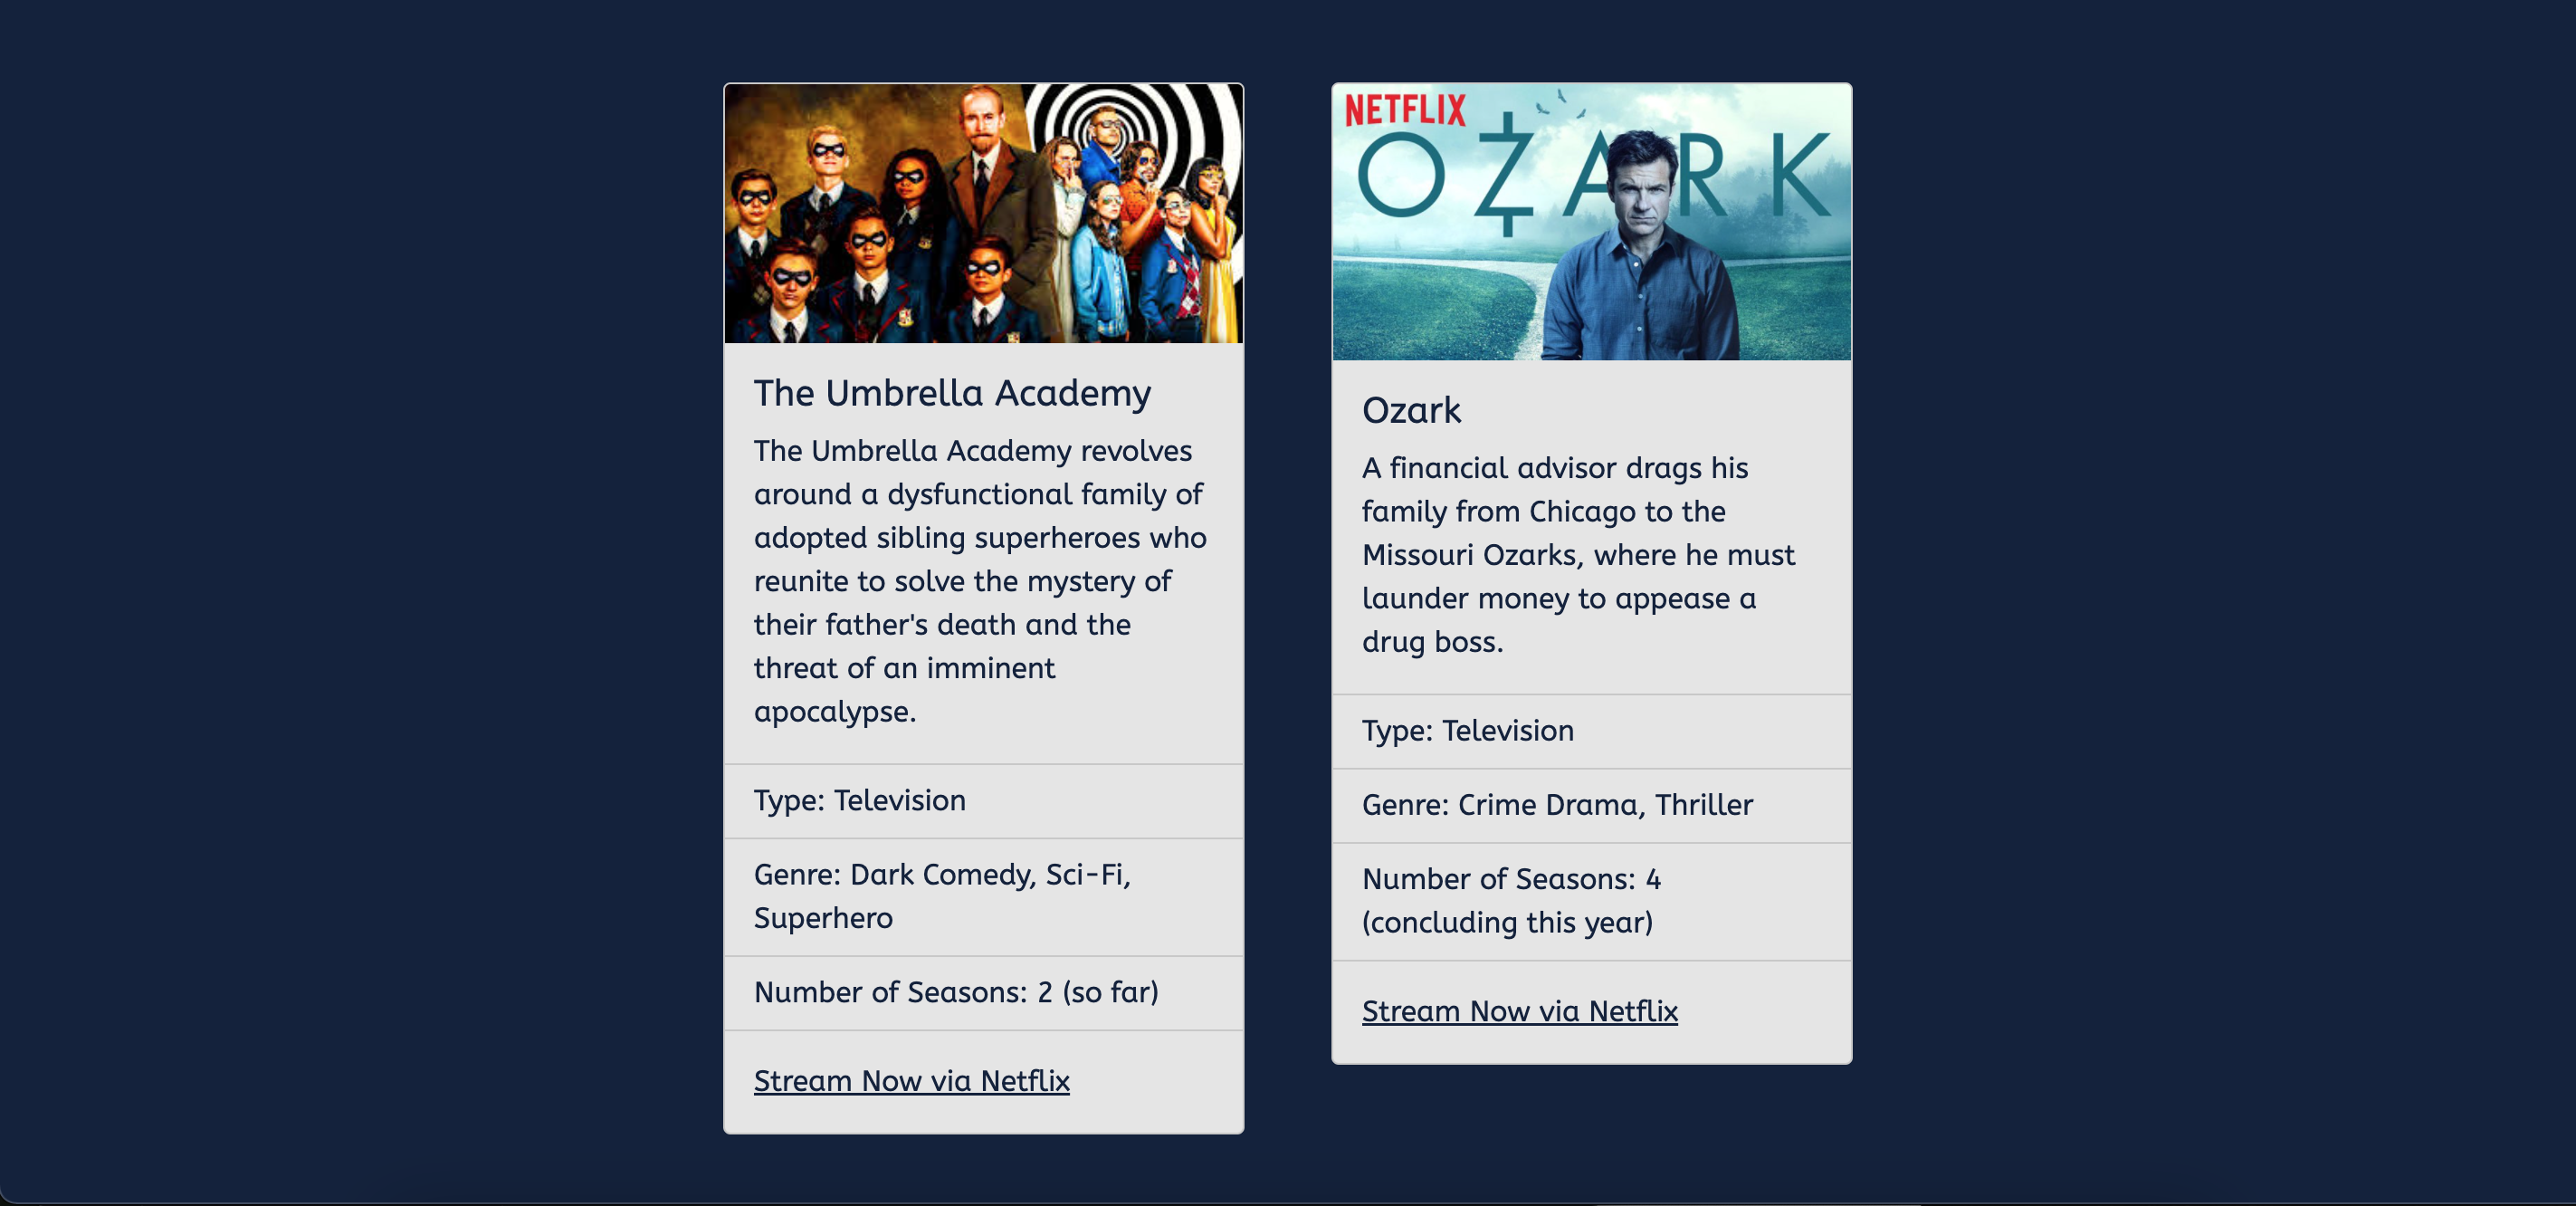 The Umbrella Academy
The Umbrella Academy revolves
around a dysfunctional family of
adopted sibling superheroes who
reunite to solve the mystery of
their father's death and the
threat of an imminent
apocalypse.
Type: Television
Genre: Dark Comedy, Sci-Fi,
Superhero
Number of Seasons: 2 (so far)
Stream Now via Netflix
NETFLIX
OZARK
Ozark
A financial advisor drags his
family from Chicago to the
Missouri Ozarks, where he must
launder money to appease a
drug boss.
Type: Television
Genre: Crime Drama, Thriller
Number of Seasons: 4
(concluding this year)
Stream Now via Netflix